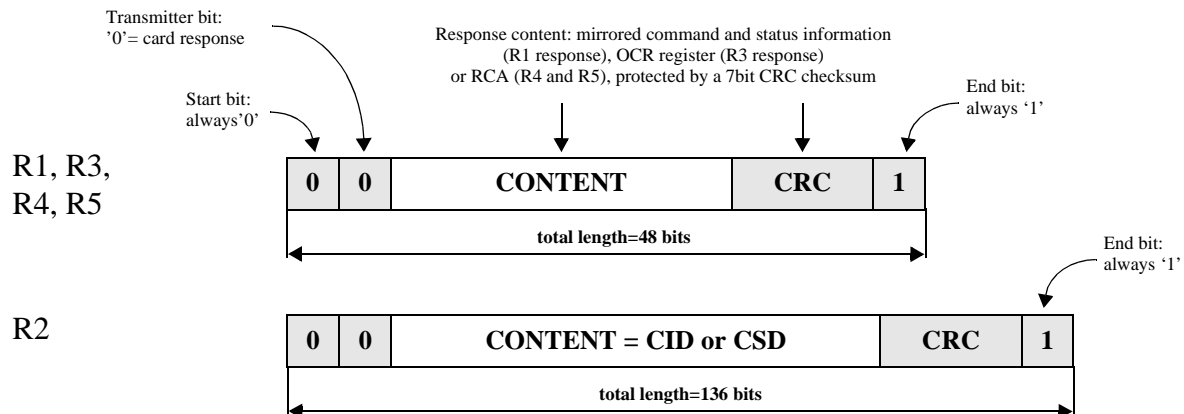 Transmitter bit:
’0’= card response
Response content: mirrored command and status information
(R1 response), OCR register (R3 response)
or RCA (R4 and R5), protected by a 7bit CRC checksum
Start bit:
always’0’
End bit:
always ‘1’
R1, R3,
R4, R5
0 0 CONTENT CRC 1
total length=48 bits
End bit:
always ‘1’
R2
0 0 CONTENT = CID or CSD CRC 1
total length=136 bits